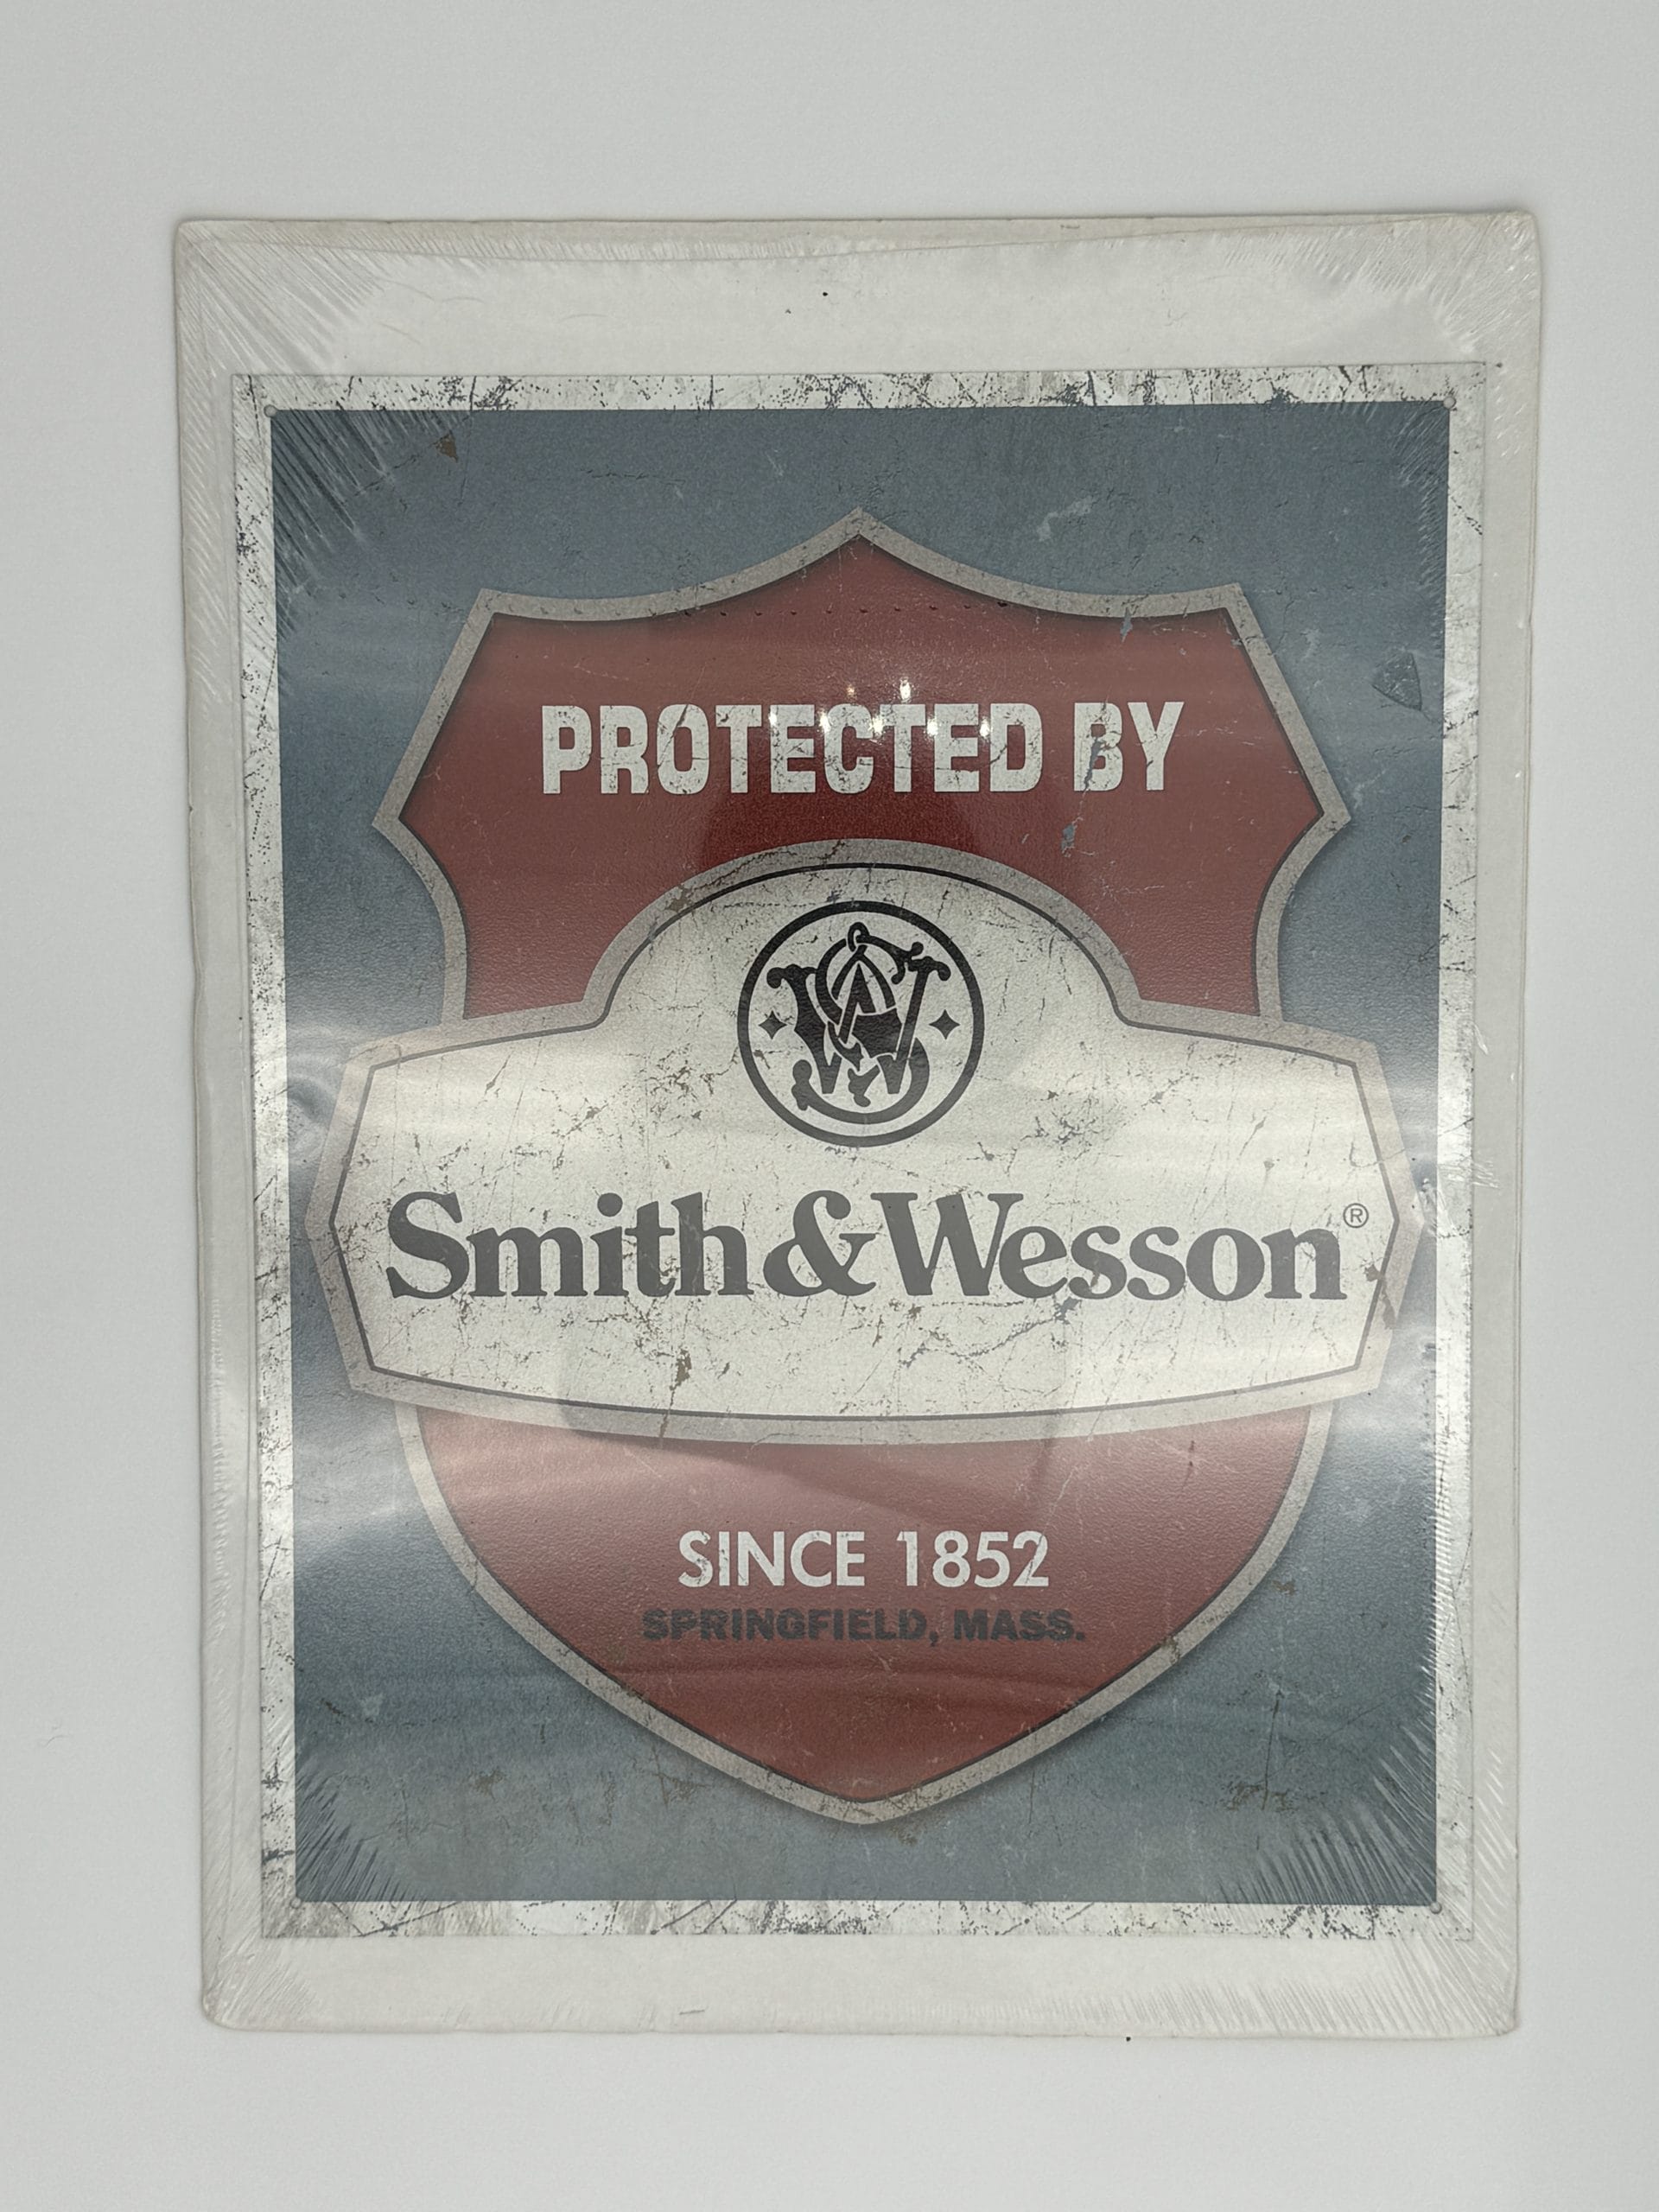 PROTECTED BY
SW
Smith & Wesson®
SINCE 1852
SPRINGFIELD, MASS.